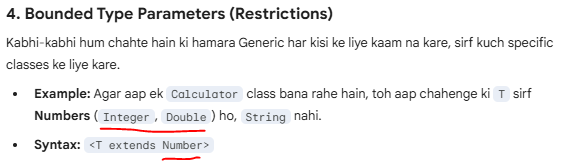 4. Bounded Type Parameters (Restrictions)
Kabhi-kabhi hum chahte hain ki hamara Generic har kisi ke liye kaam na kare, sirf kuch specific
classes ke liye kare.
• Example: Agar aap ek Calculator class bana rahe hain, toh aap chahenge ki T sirf
Numbers ( Integer , Double ) ho, String nahi.
• Syntax: <T extends Number>